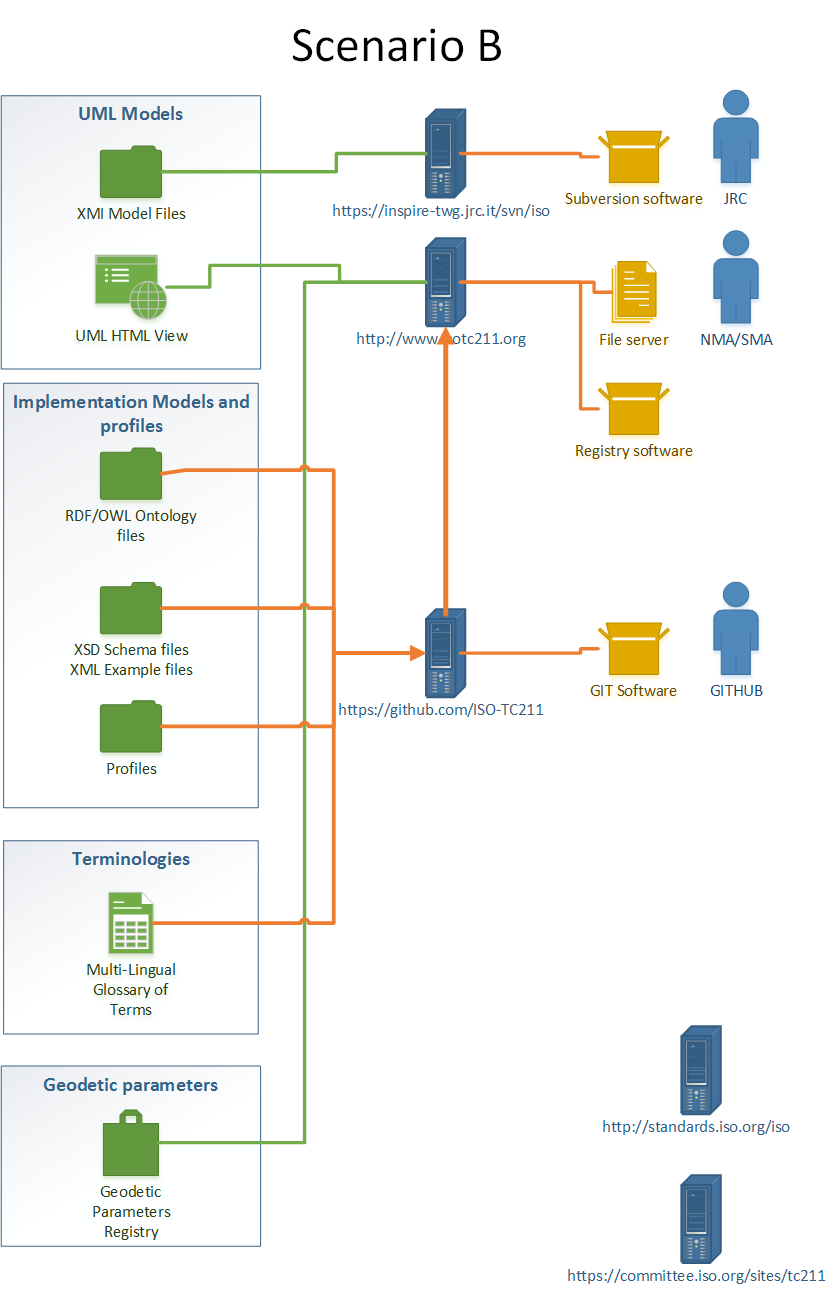 Scenario B
UML Models
XMI Model Files
UML HTML View
https://inspire-twg.jrc.it/svn/iso
Subversion software
JRC
http://www. otc211.org
File server
NMA/SMA
Registry software
Implementation Models and
profiles
RDF/OWL Ontology
files
XSD Schema files
XML Example files
Profiles
https://github.com/ISO-TC211
GIT Software
GITHUB
Terminologies
Multi-Lingual
Glossary of
Terms
Geodetic parameters
Geodetic
Parameters
Registry
http://standards.iso.org/iso
https://committee.iso.org/sites/tc211